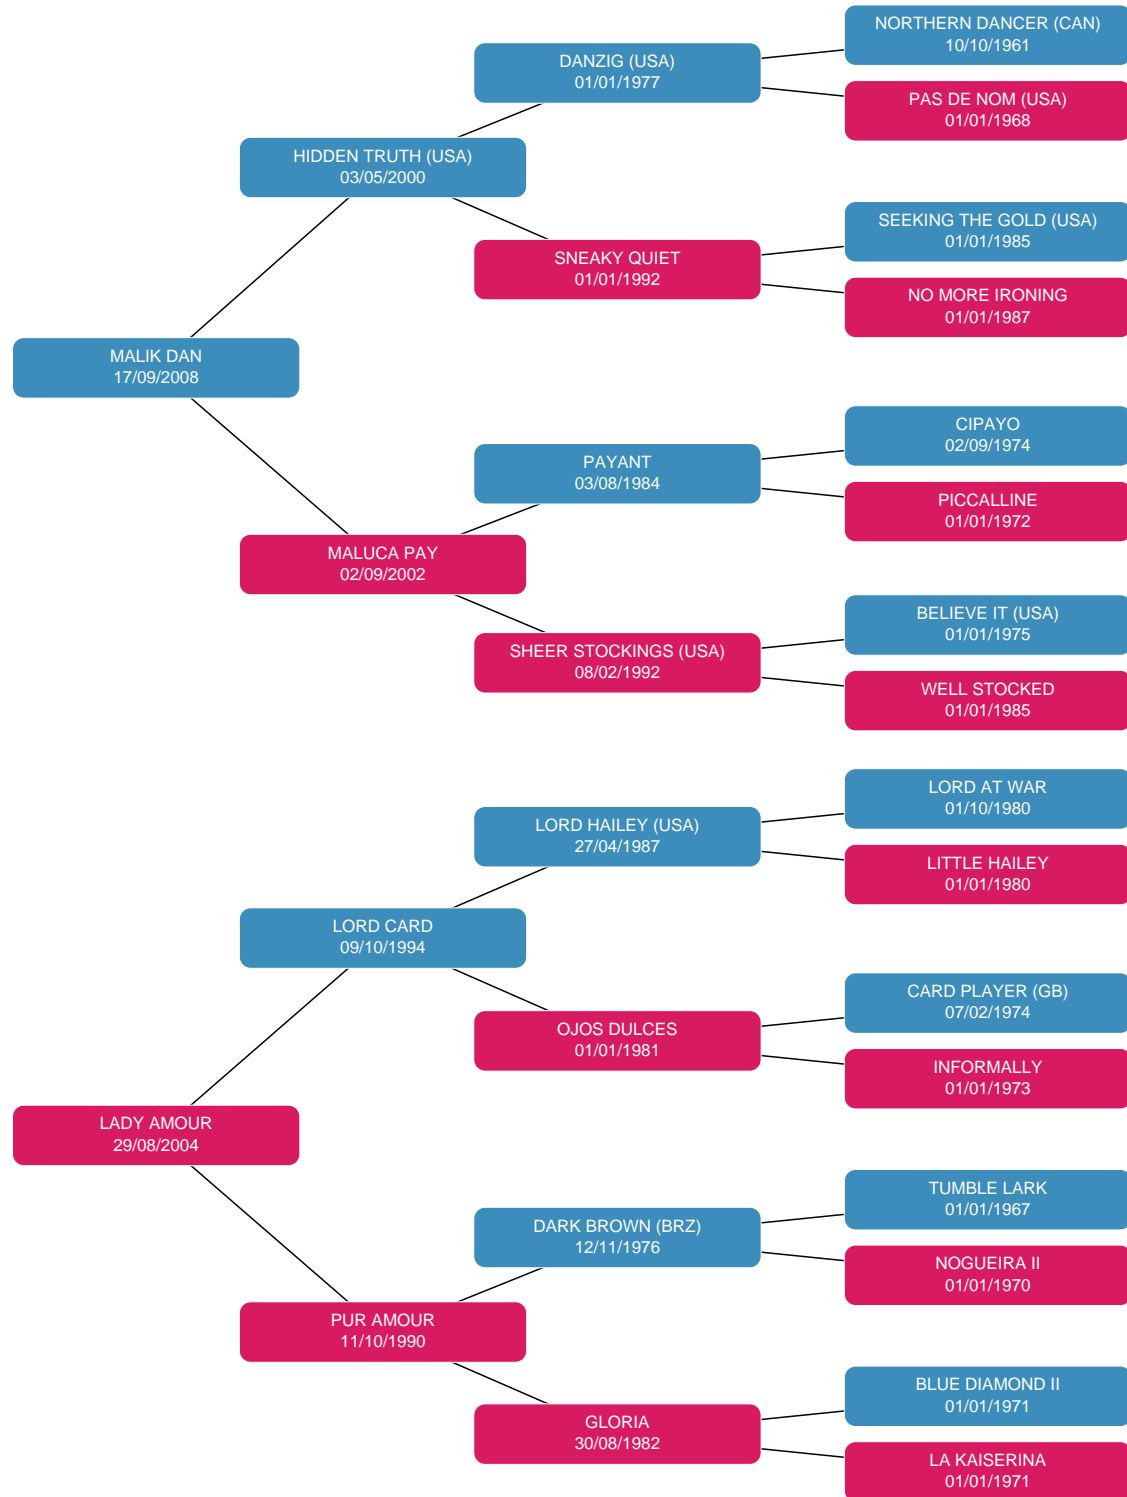 NORTHERN DANCER (CAN)
10/10/1961
DANZIG (USA)
01/01/1977
PAS DE NOM (USA)
01/01/1968
HIDDEN TRUTH (USA)
03/05/2000
SEEKING THE GOLD (USA)
01/01/1985
SNEAKY QUIET
01/01/1992
NO MORE IRONING
01/01/1987
MALIK DAN
17/09/2008
CIPAYO
02/09/1974
PAYANT
03/08/1984
PICCALLINE
01/01/1972
MALUCA PAY
02/09/2002
BELIEVE IT (USA)
01/01/1975
SHEER STOCKINGS (USA)
08/02/1992
WELL STOCKED
01/01/1985
LORD AT WAR
01/10/1980
LORD HAILEY (USA)
27/04/1987
LITTLE HAILEY
01/01/1980
LORD CARD
09/10/1994
CARD PLAYER (GB)
07/02/1974
OJOS DULCES
01/01/1981
INFORMALLY
01/01/1973
LADY AMOUR
29/08/2004
TUMBLE LARK
01/01/1967
DARK BROWN (BRZ)
12/11/1976
NOGUEIRA II
01/01/1970
PUR AMOUR
11/10/1990
BLUE DIAMOND II
01/01/1971
GLORIA
30/08/1982
LA KAISERINA
01/01/1971